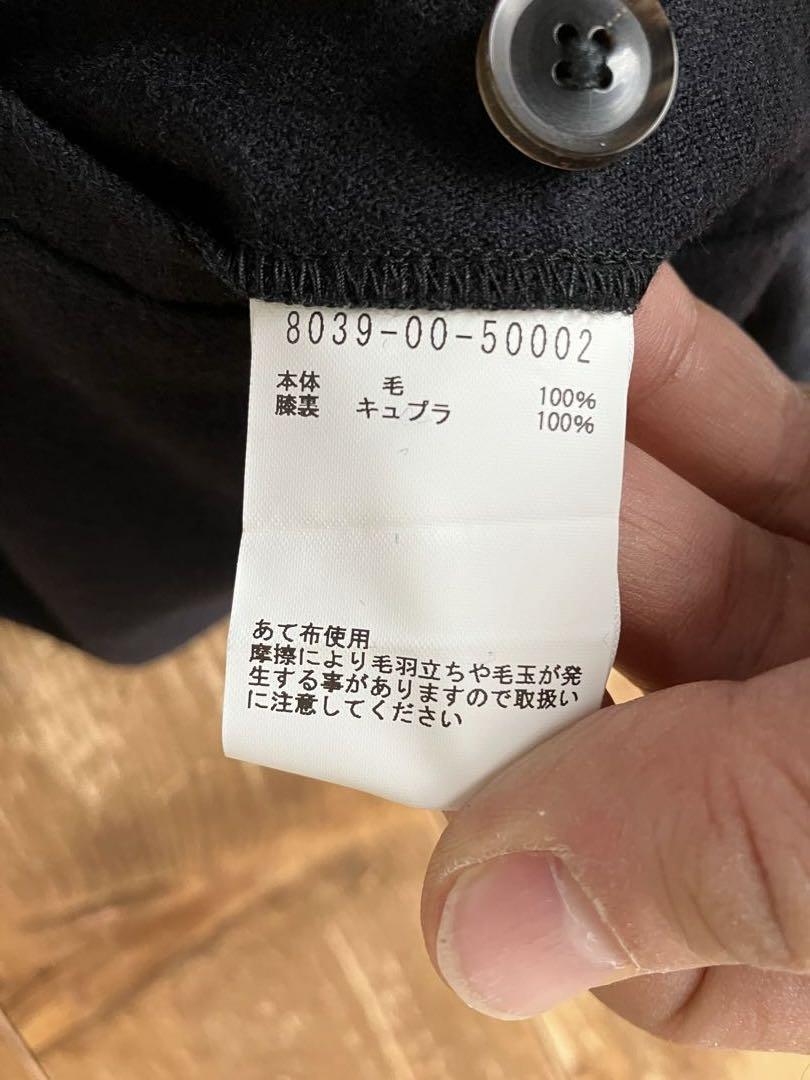 8039-00-50002
本体 毛 100%
膝裏 キュプラ 100%
あて布使用
摩擦により毛羽立ちや毛玉が発
生する事がありますので取扱い
に注意してください